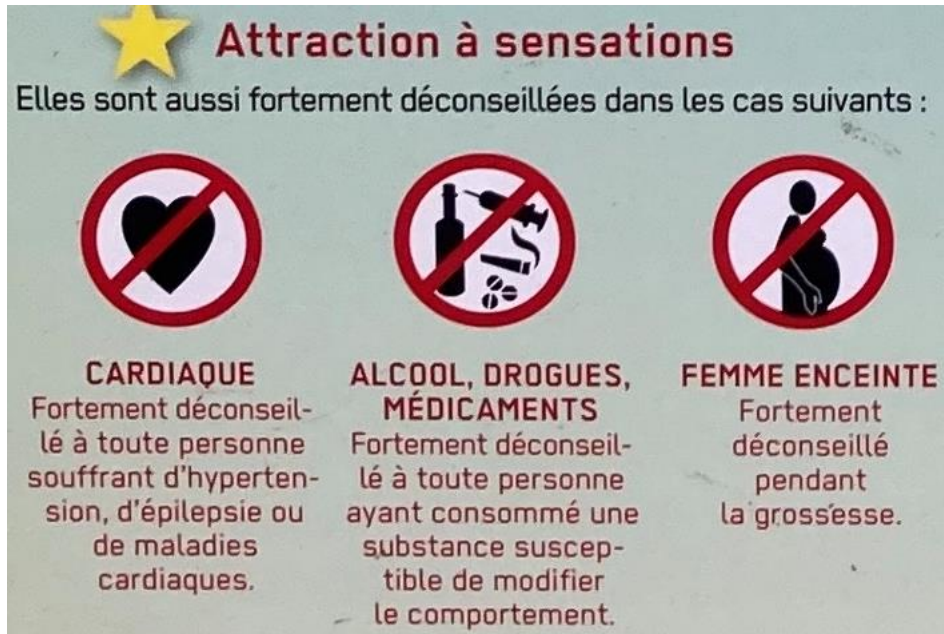 Attraction à sensations
Elles sont aussi fortement déconseillées dans les cas suivants :
CARDIAQUE
Fortement déconseil-
lé à toute personne
souffrant d'hyperten-
sion, d'épilepsie ou
de maladies
cardiaques.
ALCOOL, DROGUES,
MÉDICAMENTS
Fortement déconseil-
lé à toute personne
ayant consommé une
substance suscep-
tible de modifier
le comportement.
FEMME ENCEINTE
Fortement
déconseillé
pendant
la grossesse.